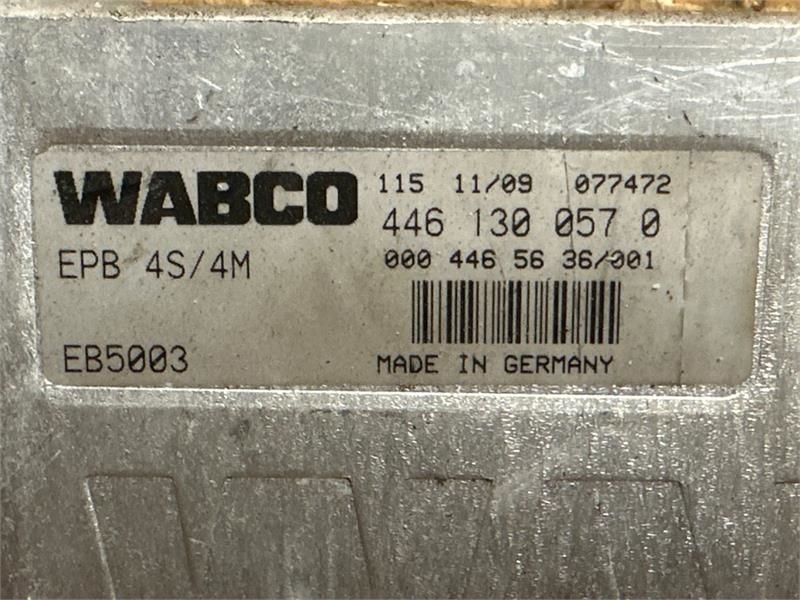 WABCO
115 11/09 077472
446 130 057 0
EPB 4S/4M
000 446 56 36/001
EB5003
MADE IN GERMANY